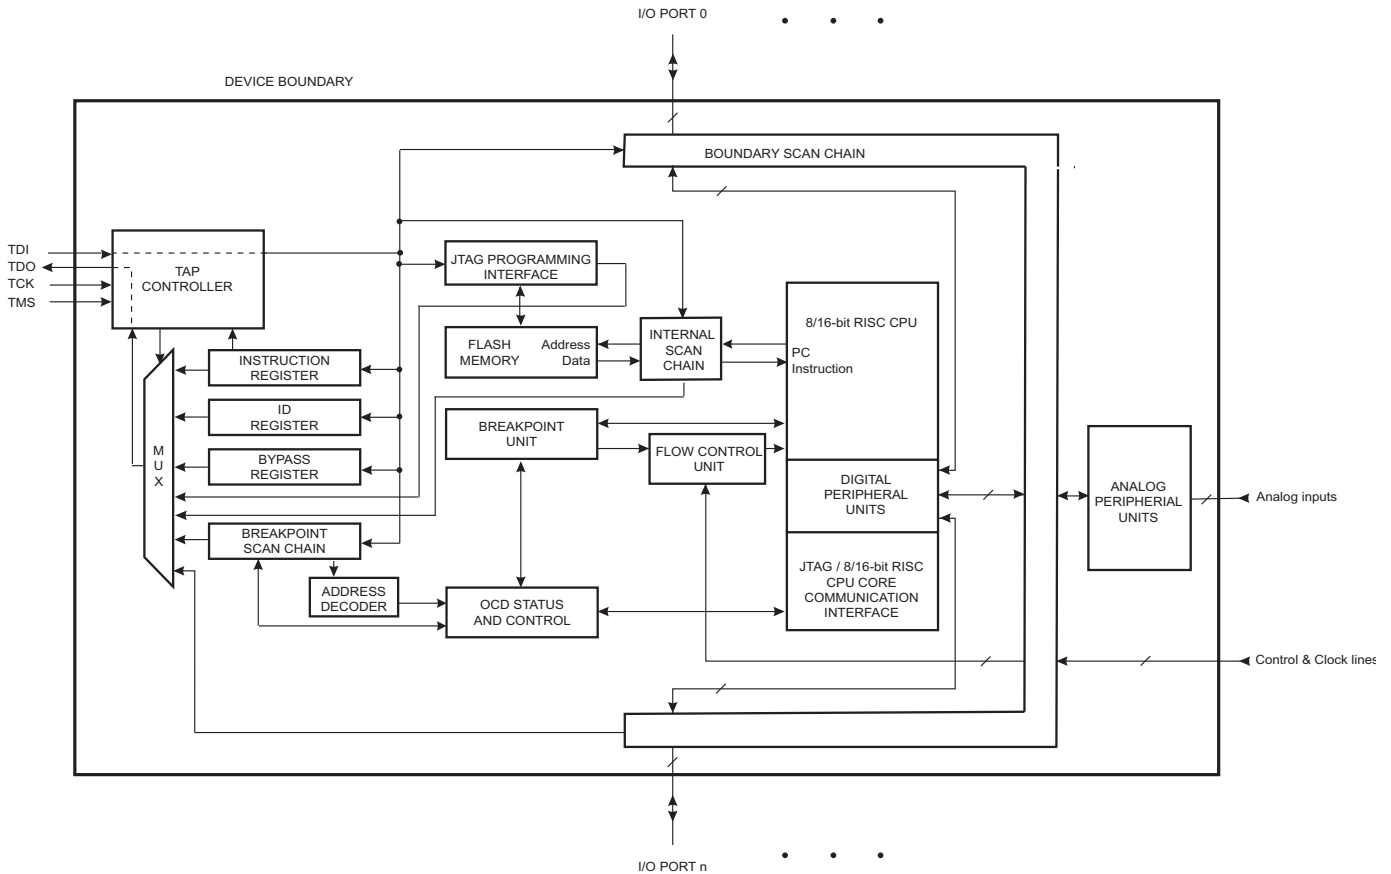 I/O PORT 0
DEVICE BOUNDARY
BOUNDARY SCAN CHAIN
TDI
TDO
TCK
TMS
TAP
CONTROLLER
JTAG PROGRAMMING
INTERFACE
FLASH
MEMORY
Address
Data
INTERNAL
SCAN
CHAIN
8/16-bit RISC CPU
PC
Instruction
INSTRUCTION
REGISTER
ID
REGISTER
BYPASS
REGISTER
M
U
X
BREAKPOINT
UNIT
FLOW CONTROL
UNIT
DIGITAL
PERIPHERAL
UNITS
ANALOG
PERIPHERIAL
UNITS
Analog inputs
BREAKPOINT
SCAN CHAIN
ADDRESS
DECODER
OCD STATUS
AND CONTROL
JTAG / 8/16-bit RISC
CPU CORE
COMMUNICATION
INTERFACE
Control & Clock lines
I/O PORT n